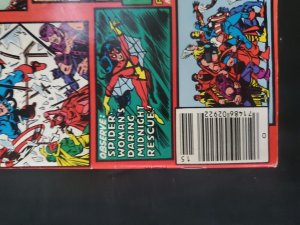 OBSERVE:
SPIDER-
WOMAN'S
DARING
MIDNIGHT
RESCUE!
0
71486 02922
15